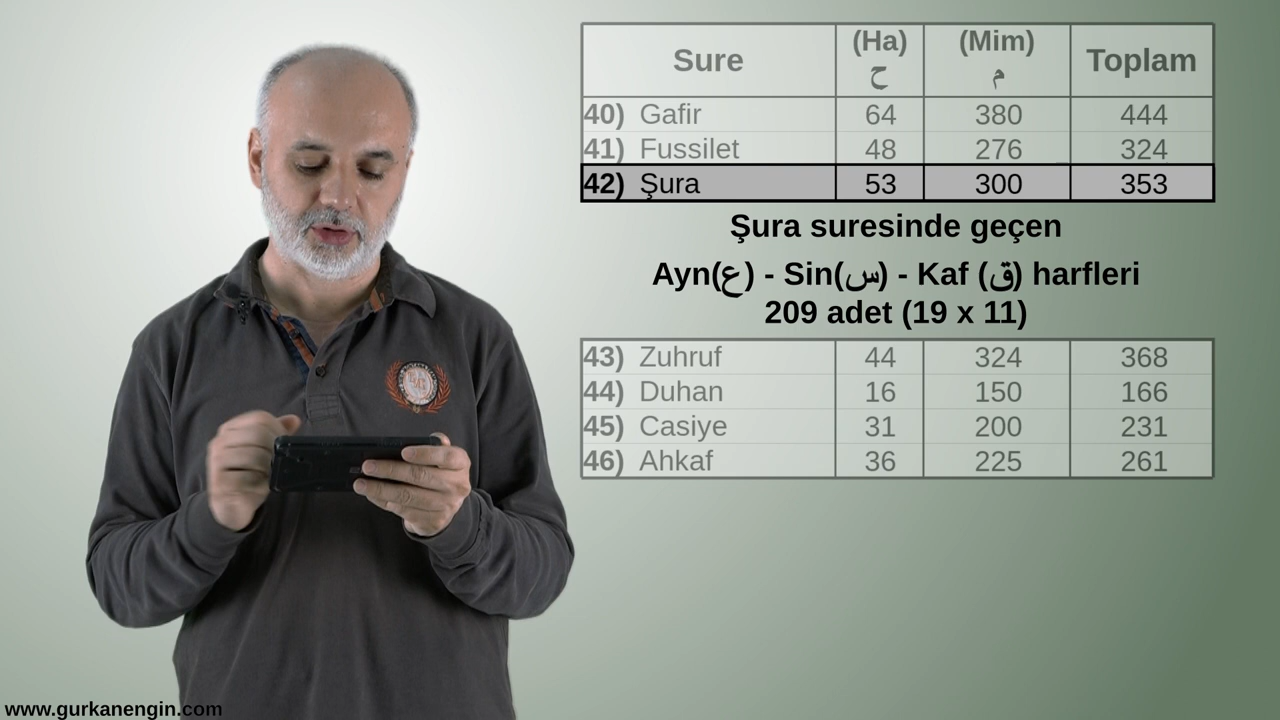 Sure (Ha) ح (Mim) م Toplam
40) Gafir 64 380 444
41) Fussilet 48 276 324
42) Şura 53 300 353
Şura suresinde geçen
Ayn(ع) - Sin(س) - Kaf (ق) harfleri
209 adet (19 x 11)
43) Zuhruf 44 324 368
44) Duhan 16 150 166
45) Casiye 31 200 231
46) Ahkaf 36 225 261
www.gurkanengin.com